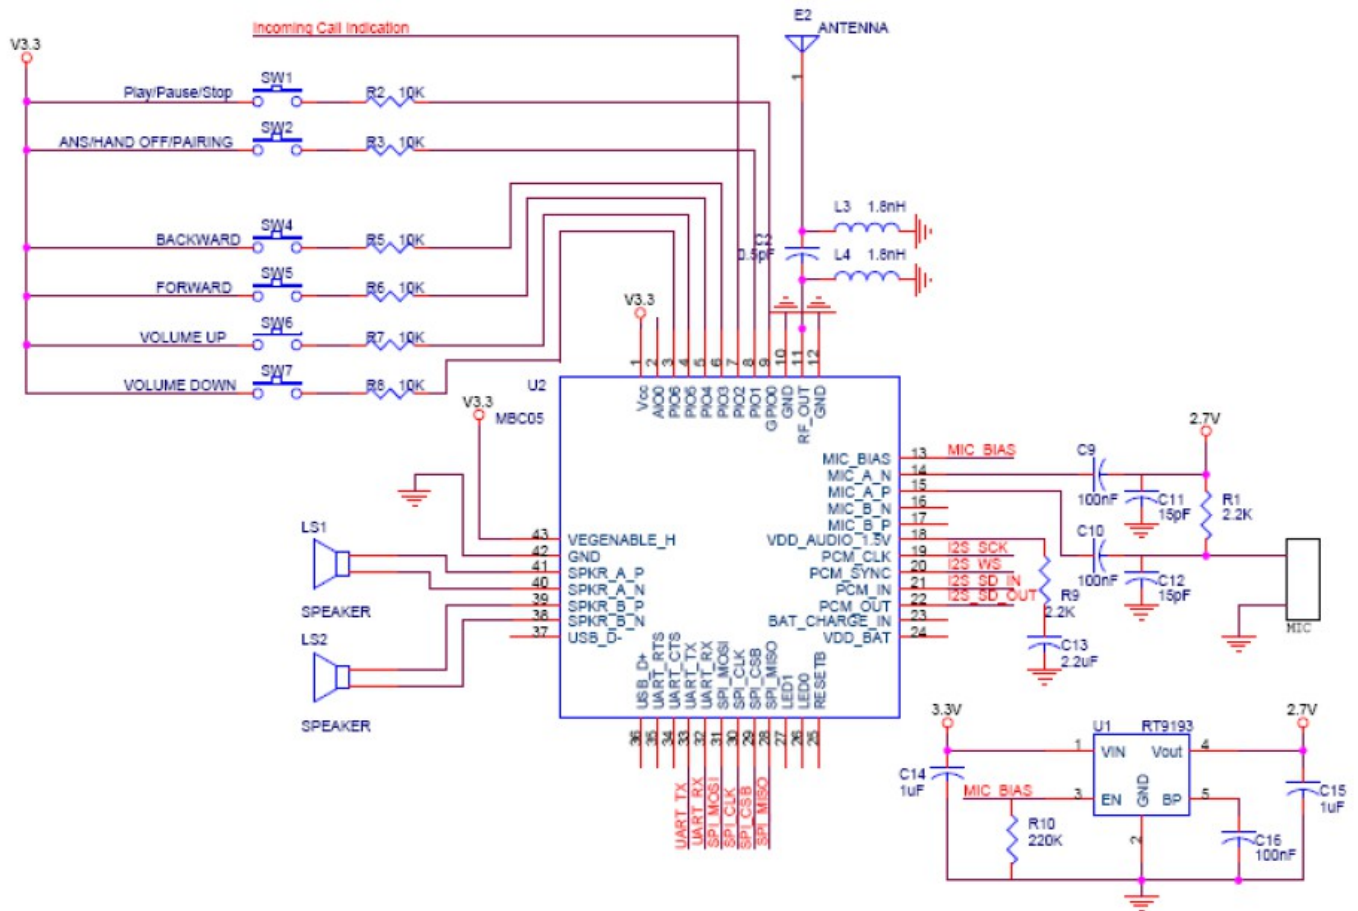 Incoming Call Indication
E2
ANTENNA
1
V3.3
SW1
Play/Pause/Stop
R2 10K
SW2
ANS/HAND OFF/PAIRING
R3 10K
SW4
BACKWARD
R5 10K
SW5
FORWARD
R6 10K
SW6
VOLUME UP
R7 10K
SW7
VOLUME DOWN
R8 10K
L3 1.8nH
0.5pF
L4 1.8nH
V3.3
1 2 3 4 5 6 7 8 9 10 11 12
U2
MBC05
V3.3
Vcc
AIO0
PIO6
PIO5
PIO4
PIO3
PIO2
PIO1
GPIO0
GND
RF_OUT
GND
MIC_BIAS 13 MIC_BIAS
MIC_A_N 14
MIC_A_P 15
MIC_B_N 16
MIC_B_P 17
VDD_AUDIO_1.5V 18
PCM_CLK 19 I2S_SCK
PCM_SYNC 20 I2S_WS
PCM_IN 21 I2S_SD_IN
PCM_OUT 22 I2S_SD_OUT
BAT_CHARGE_IN 23
VDD_BAT 24
43 VEGENABLE_H
42 GND
41 SPKR_A_P
40 SPKR_A_N
39 SPKR_B_P
38 SPKR_B_N
37 USB_D-
LS1
SPEAKER
LS2
SPEAKER
USB_D+
UART_RTS
UART_CTS
UART_TX
UART_RX
SPI_MOSI
SPI_CLK
SPI_CSB
SPI_MISO
LED1
LED0
RESETB
36 35 34 33 32 31 30 29 28 27 26 25
UART_TX
UART_RX
SPI_MOSI
SPI_CLK
SPI_CSB
SPI_MISO
2.7V
C9
100nF
C11
15pF
R1
2.2K
C10
100nF
C12
15pF
MIC
R9
2.2K
C13
2.2uF
3.3V
2.7V
U1 RT9193
1 VIN
Vout 4
C14
1uF
MIC_BIAS
3 EN
GND
BP 5
2
R10
220K
C15
1uF
C16
100nF